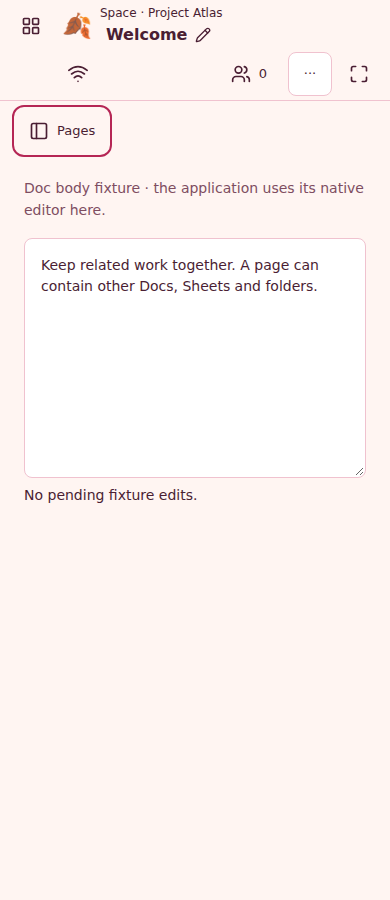 Space · Project Atlas
Welcome
0
...
Pages
Doc body fixture · the application uses its native
editor here.
Keep related work together. A page can
contain other Docs, Sheets and folders.
No pending fixture edits.